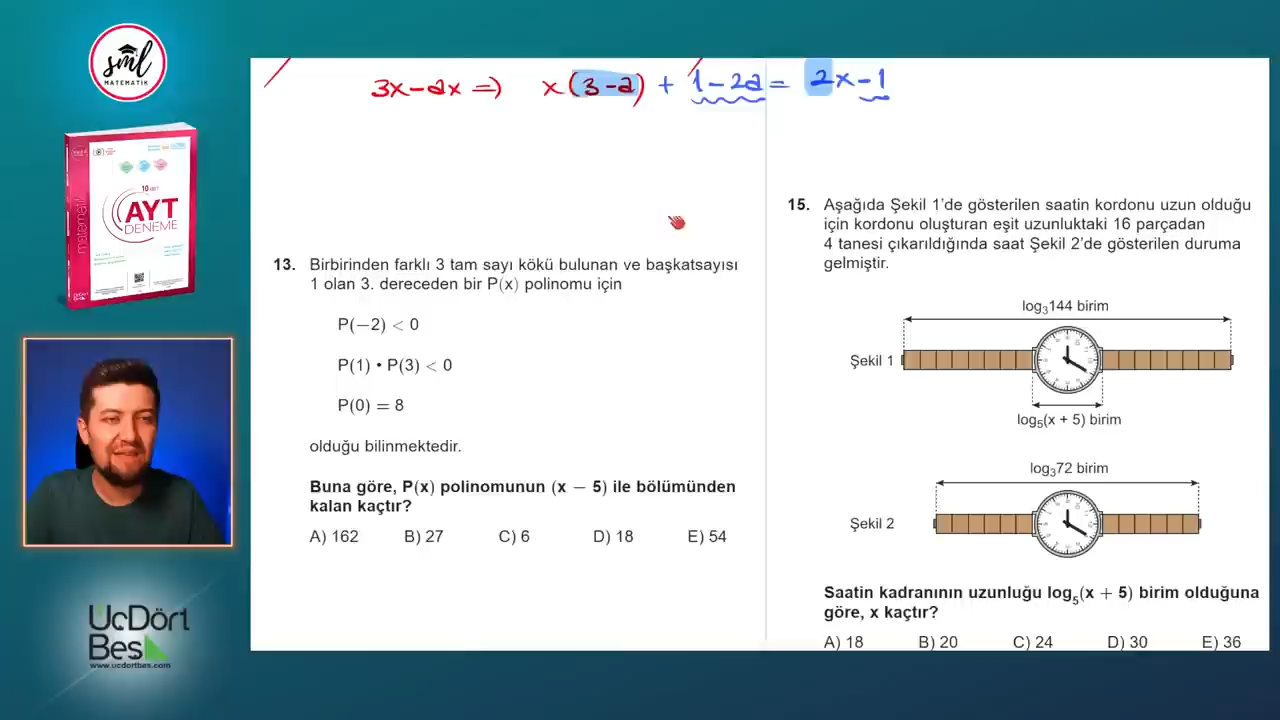 sml
MATEMATİK
10 ADET
AYT
DENEME
matematik
ÜçDört
Beş
www.ucdortbes.com
3x-ax => x(3-a) + 1-2a = 2x-1
13. Birbirinden farklı 3 tam sayı kökü bulunan ve başkatsayısı
1 olan 3. dereceden bir P(x) polinomu için
P(−2) < 0
P(1) • P(3) < 0
P(0) = 8
olduğu bilinmektedir.
Buna göre, P(x) polinomunun (x − 5) ile bölümünden
kalan kaçtır?
A) 162 B) 27 C) 6 D) 18 E) 54
15. Aşağıda Şekil 1’de gösterilen saatin kordonu uzun olduğu
için kordonu oluşturan eşit uzunluktaki 16 parçadan
4 tanesi çıkarıldığında saat Şekil 2’de gösterilen duruma
gelmiştir.
log₃144 birim
Şekil 1
log₅(x + 5) birim
log₃72 birim
Şekil 2
Saatin kadranının uzunluğu log₅(x + 5) birim olduğuna
göre, x kaçtır?
A) 18 B) 20 C) 24 D) 30 E) 36